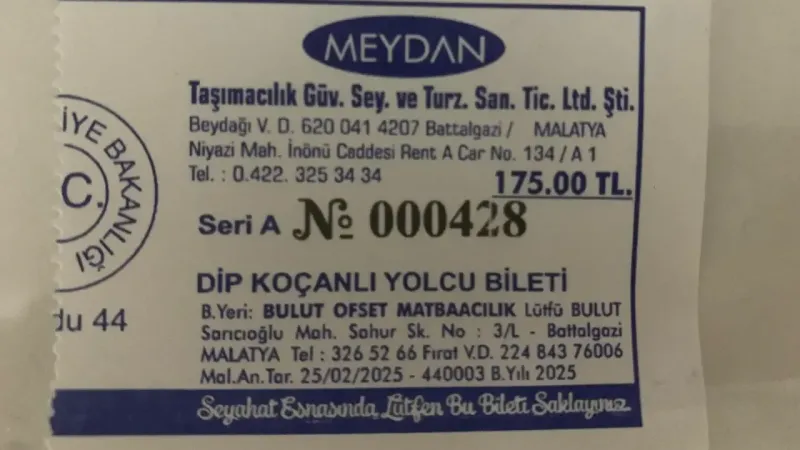 MEYDAN
Taşımacılık Güv. Sey. ve Turz. San. Tic. Ltd. Şti.
Beydağı V. D. 620 041 4207 Battalgazi / MALATYA
Niyazi Mah. İnönü Caddesi Rent A Car No. 134 / A 1
Tel. : 0.422. 325 34 34
175.00 TL.
Seri A № 000428
DİP KOÇANLI YOLCU BİLETİ
B.Yeri: BULUT OFSET MATBAACILIK Lütfü BULUT
Sarıcıoğlu Mah. Sahur Sk. No : 3/L - Battalgazi
MALATYA Tel : 326 52 66 Fırat V.D. 224 843 76006
Mal.An.Tar. 25/02/2025 - 440003 B.Yılı 2025
Seyahat Esnasında, Lütfen Bu Bileti Saklayınız.
İYE BAKANLIĞI
C.
du 44